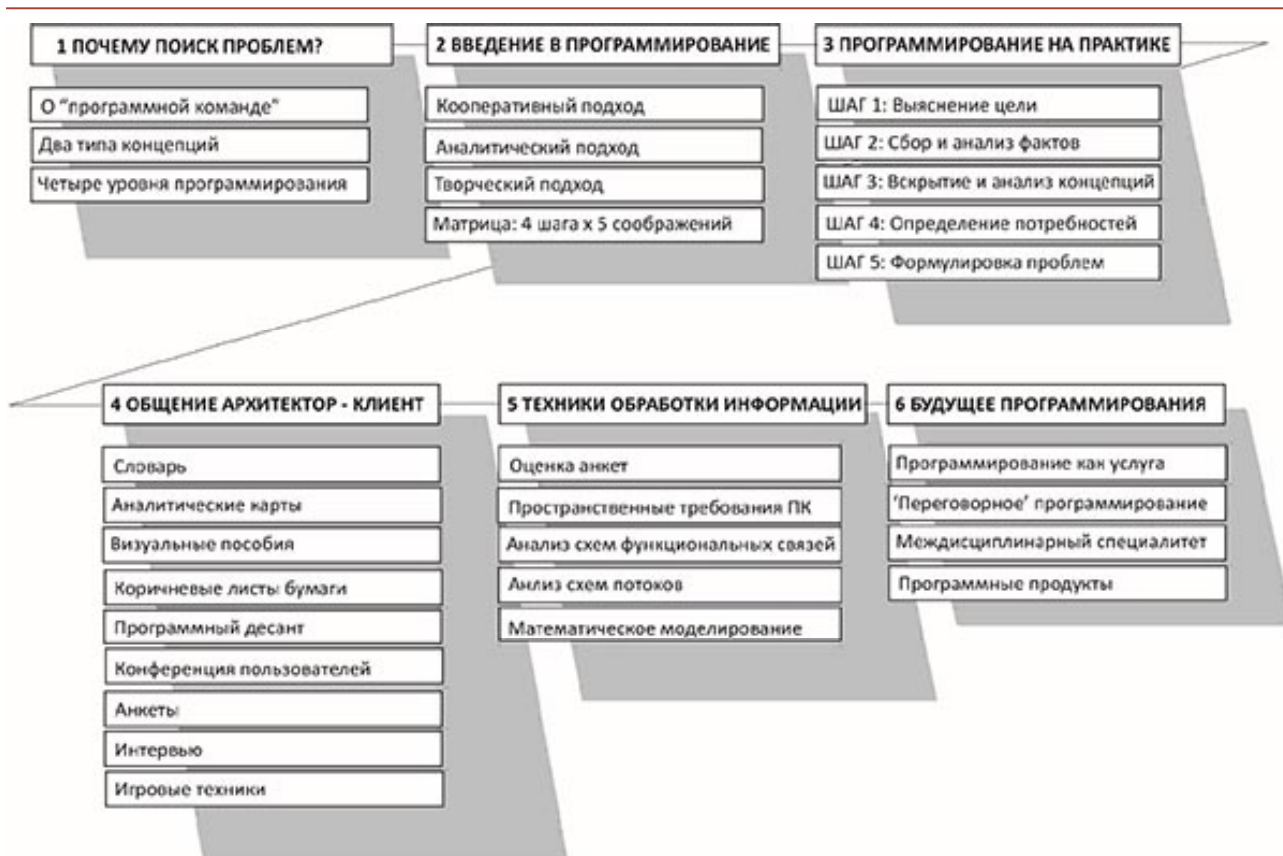 1 ПОЧЕМУ ПОИСК ПРОБЛЕМ?
О “программной команде”
Два типа концепций
Четыре уровня программирования
2 ВВЕДЕНИЕ В ПРОГРАММИРОВАНИЕ
Кооперативный подход
Аналитический подход
Творческий подход
Матрица: 4 шага х 5 соображений
3 ПРОГРАММИРОВАНИЕ НА ПРАКТИКЕ
ШАГ 1: Выяснение цели
ШАГ 2: Сбор и анализ фактов
ШАГ 3: Вскрытие и анализ концепций
ШАГ 4: Определение потребностей
ШАГ 5: Формулировка проблем
4 ОБЩЕНИЕ АРХИТЕКТОР - КЛИЕНТ
Словарь
Аналитические карты
Визуальные пособия
Коричневые листы бумаги
Программный десант
Конференция пользователей
Анкеты
Интервью
Игровые техники
5 ТЕХНИКИ ОБРАБОТКИ ИНФОРМАЦИИ
Оценка анкет
Пространственные требования ПК
Анализ схем функциональных связей
Анлиз схем потоков
Математическое моделирование
6 БУДУЩЕЕ ПРОГРАММИРОВАНИЯ
Программирование как услуга
‘Переговорное’ программирование
Междисциплинарный специалитет
Программные продукты